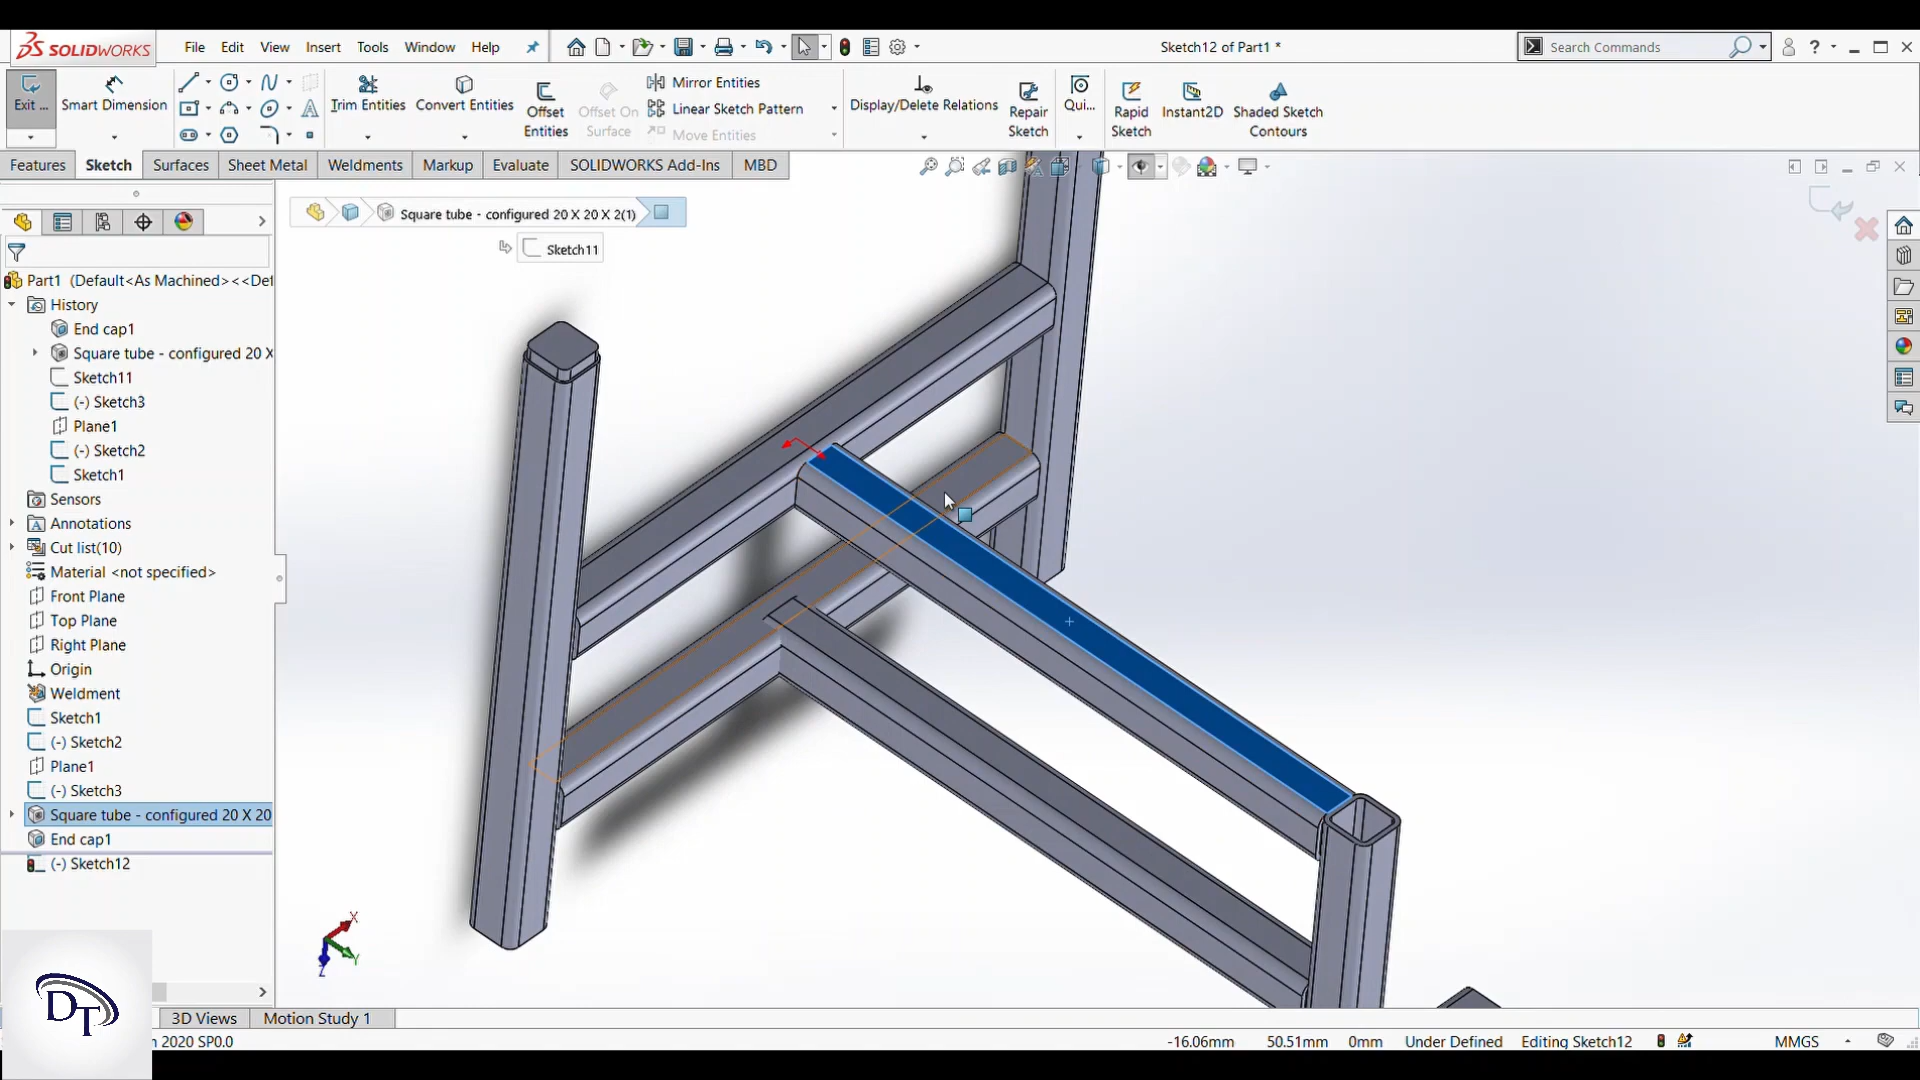 SOLIDWORKS File Edit View Insert Tools Window Help Sketch12 of Part1 * Search Commands ?
Exit ... Smart Dimension Trim Entities Convert Entities Offset Entities Offset On Surface Mirror Entities Linear Sketch Pattern Move Entities Display/Delete Relations Repair Sketch Qui... Rapid Sketch Instant2D Shaded Sketch Contours
Features Sketch Surfaces Sheet Metal Weldments Markup Evaluate SOLIDWORKS Add-Ins MBD
Square tube - configured 20 X 20 X 2(1)
Sketch11
Part1 (Default<As Machined><<Def
History
End cap1
Square tube - configured 20 X
Sketch11
(-) Sketch3
Plane1
(-) Sketch2
Sketch1
Sensors
Annotations
Cut list(10)
Material <not specified>
Front Plane
Top Plane
Right Plane
Origin
Weldment
Sketch1
(-) Sketch2
Plane1
(-) Sketch3
Square tube - configured 20 X 20
End cap1
(-) Sketch12
X
Y
Z
DT
3D Views Motion Study 1
2020 SP0.0 -16.06mm 50.51mm 0mm Under Defined Editing Sketch12 MMGS